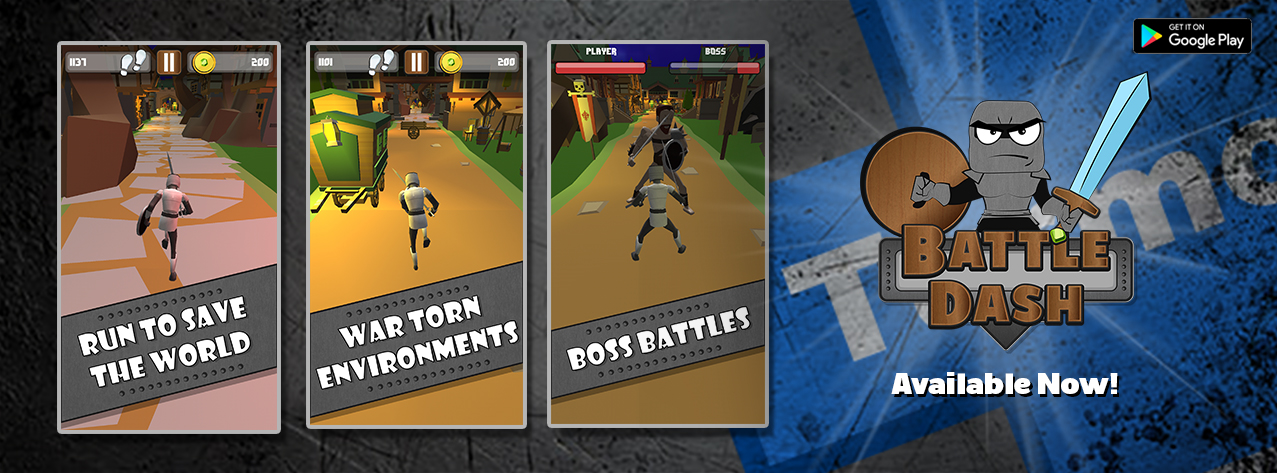 1137
200
RUN TO SAVE
THE WORLD
1101
200
WAR TORN
ENVIRONMENTS
PLAYER
BOSS
BOSS BATTLES
GET IT ON
Google Play
BATTLE
DASH
Available Now!